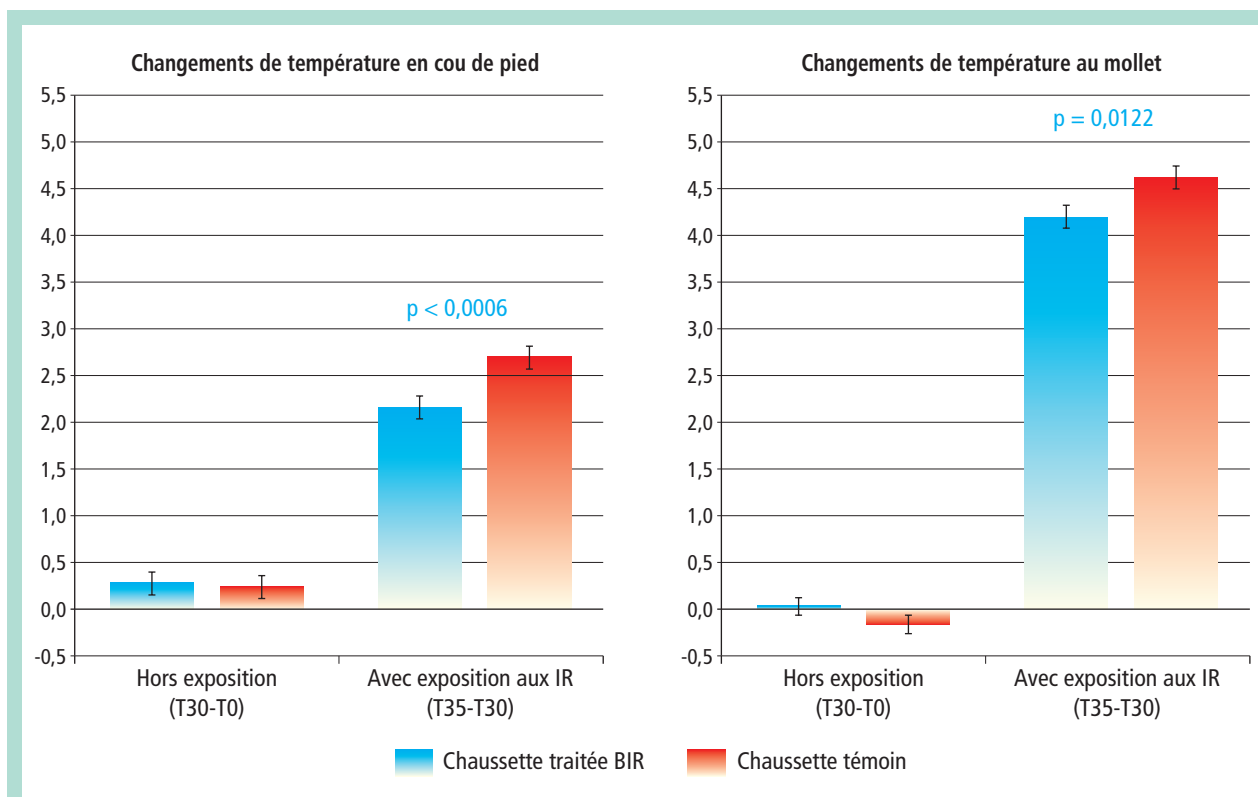 Changements de température en cou de pied
5,5
5,0
4,5
4,0
3,5
3,0
2,5
2,0
1,5
1,0
0,5
0,0
-0,5
p < 0,0006
Hors exposition
(T30-T0)
Avec exposition aux IR
(T35-T30)
Changements de température au mollet
5,5
5,0
4,5
4,0
3,5
3,0
2,5
2,0
1,5
1,0
0,5
0,0
-0,5
p = 0,0122
Hors exposition
(T30-T0)
Avec exposition aux IR
(T35-T30)
Chaussette traitée BIR
Chaussette témoin